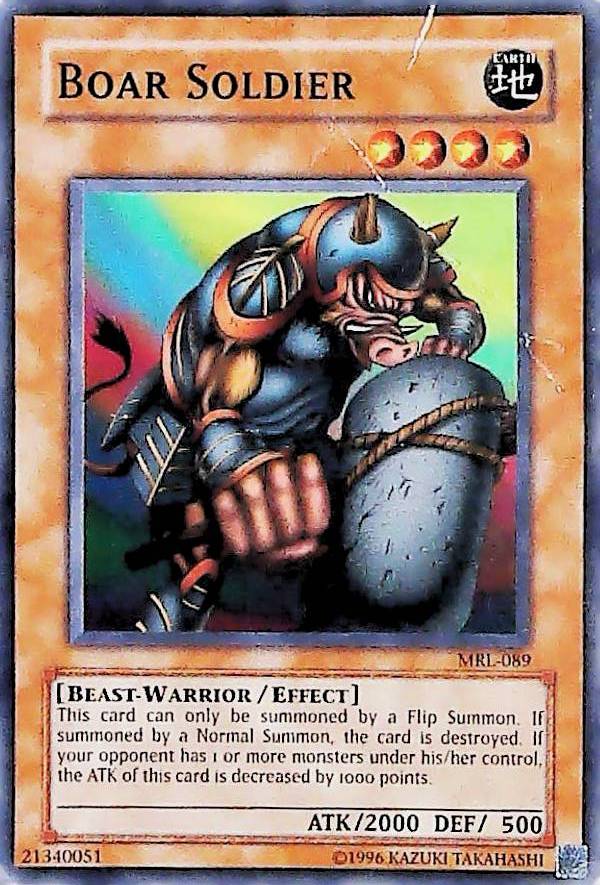 BOAR SOLDIER
EARTH
地
MRL-089
[BEAST-WARRIOR/EFFECT]
This card can only be summoned by a Flip Summon. If
summoned by a Normal Summon, the card is destroyed. If
your opponent has 1 or more monsters under his/her control,
the ATK of this card is decreased by 1000 points.
ATK/2000 DEF/ 500
21340051
©1996 KAZUKI TAKAHASHI